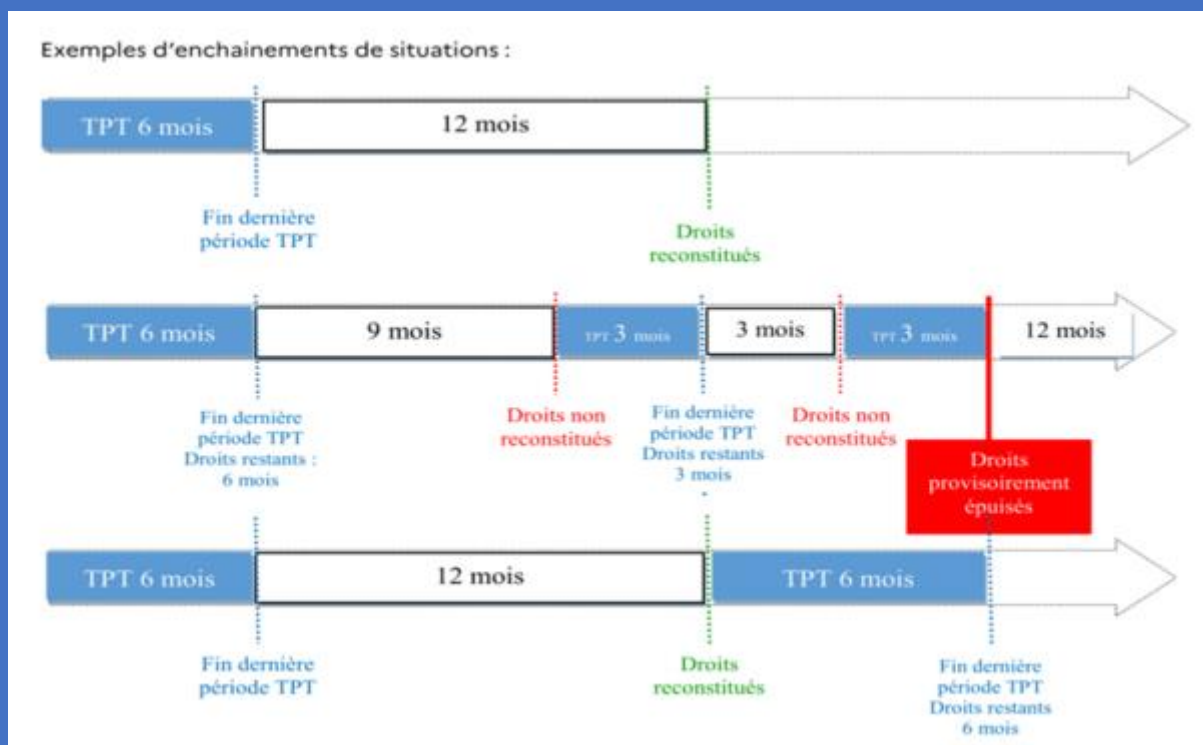 Exemples d'enchainements de situations :
TPT 6 mois
12 mois
Fin dernière
période TPT
Droits
reconstitués
TPT 6 mois
9 mois
TPT 3 mois
3 mois
TPT 3 mois
12 mois
Fin dernière
période TPT
Droits restants :
6 mois
Droits non
reconstitués
Fin dernière
période TPT
Droits restants
3 mois
Droits non
reconstitués
Droits
provisoirement
épuisés
TPT 6 mois
12 mois
TPT 6 mois
Fin dernière
période TPT
Droits
reconstitués
Fin dernière
période TPT
Droits restants
6 mois